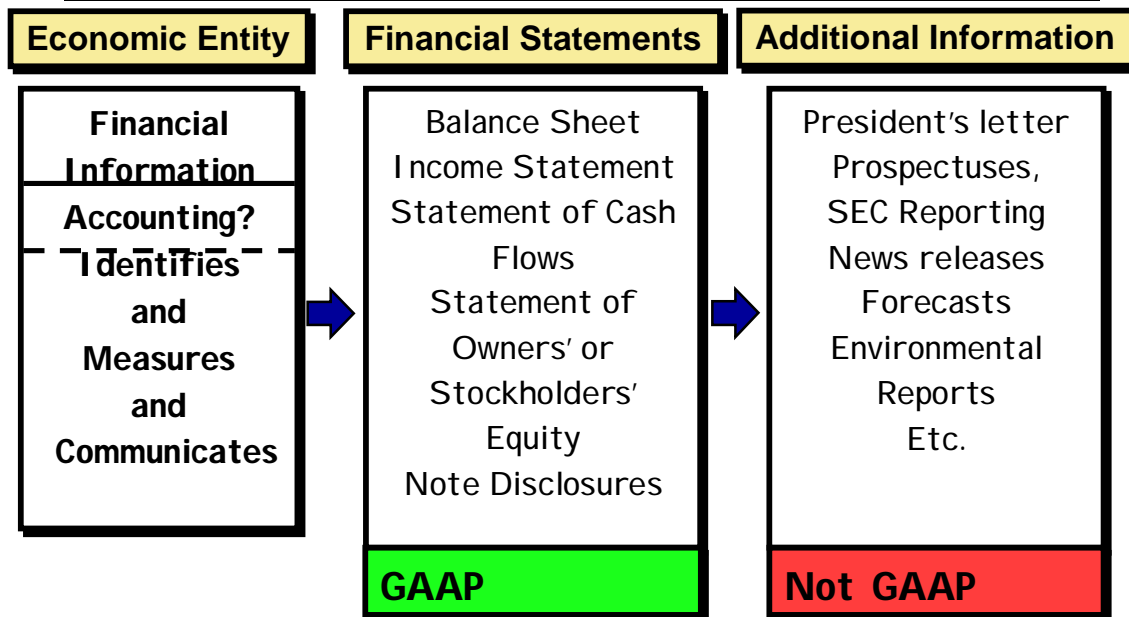 Economic Entity
Financial
Information
Accounting?
Identifies
and
Measures
and
Communicates
Financial Statements
Balance Sheet
Income Statement
Statement of Cash
Flows
Statement of
Owners' or
Stockholders'
Equity
Note Disclosures
GAAP
Additional Information
President's letter
Prospectuses,
SEC Reporting
News releases
Forecasts
Environmental
Reports
Etc.
Not GAAP